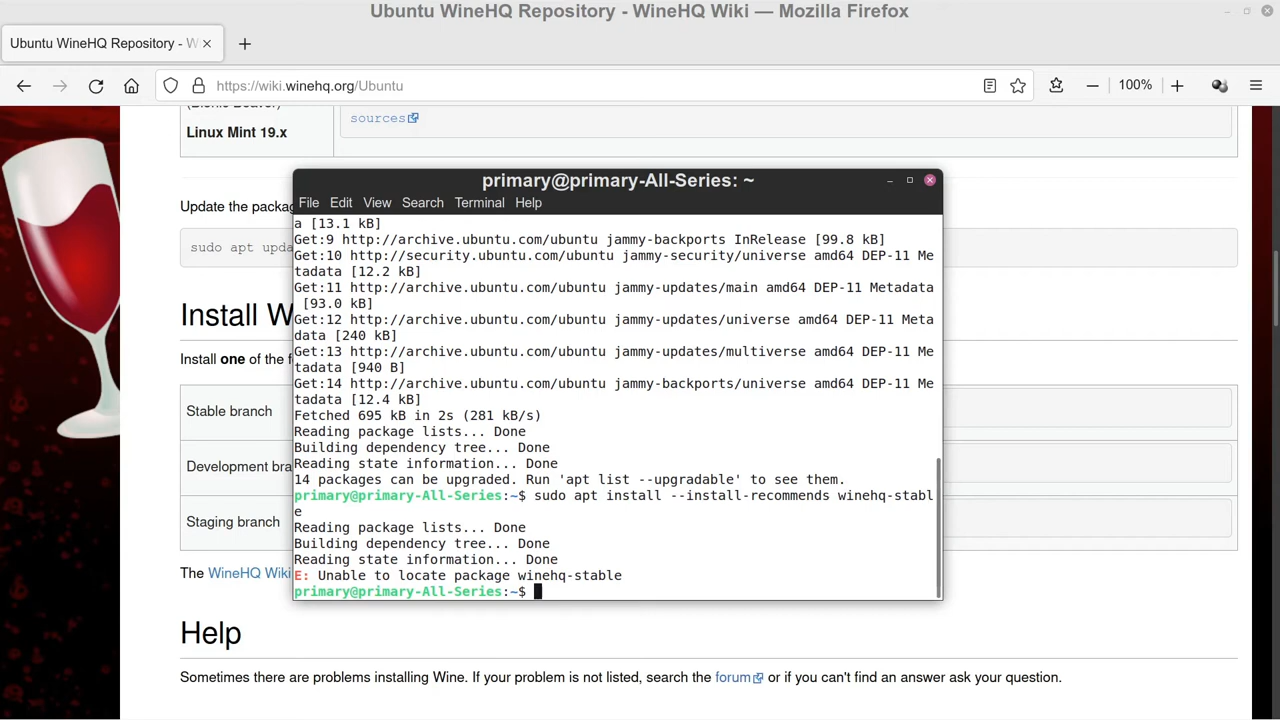 Ubuntu WineHQ Repository - WineHQ Wiki — Mozilla Firefox
Ubuntu WineHQ Repository - W
https://wiki.winehq.org/Ubuntu
100%
sources
Linux Mint 19.x
primary@primary-All-Series: ~
File Edit View Search Terminal Help
Update the packa
sudo apt upda
a [13.1 kB]
Get:9 http://archive.ubuntu.com/ubuntu jammy-backports InRelease [99.8 kB]
Get:10 http://security.ubuntu.com/ubuntu jammy-security/universe amd64 DEP-11 Me
tadata [12.2 kB]
Get:11 http://archive.ubuntu.com/ubuntu jammy-updates/main amd64 DEP-11 Metadata
[93.0 kB]
Get:12 http://archive.ubuntu.com/ubuntu jammy-updates/universe amd64 DEP-11 Meta
data [240 kB]
Get:13 http://archive.ubuntu.com/ubuntu jammy-updates/multiverse amd64 DEP-11 Me
tadata [940 B]
Get:14 http://archive.ubuntu.com/ubuntu jammy-backports/universe amd64 DEP-11 Me
tadata [12.4 kB]
Fetched 695 kB in 2s (281 kB/s)
Reading package lists... Done
Building dependency tree... Done
Reading state information... Done
14 packages can be upgraded. Run 'apt list --upgradable' to see them.
primary@primary-All-Series:~$ sudo apt install --install-recommends winehq-stabl
e
Reading package lists... Done
Building dependency tree... Done
Reading state information... Done
E: Unable to locate package winehq-stable
primary@primary-All-Series:~$
Install W
Install one of the f
Stable branch
Development bra
Staging branch
The WineHQ Wiki
Help
Sometimes there are problems installing Wine. If your problem is not listed, search the forum or if you can't find an answer ask your question.